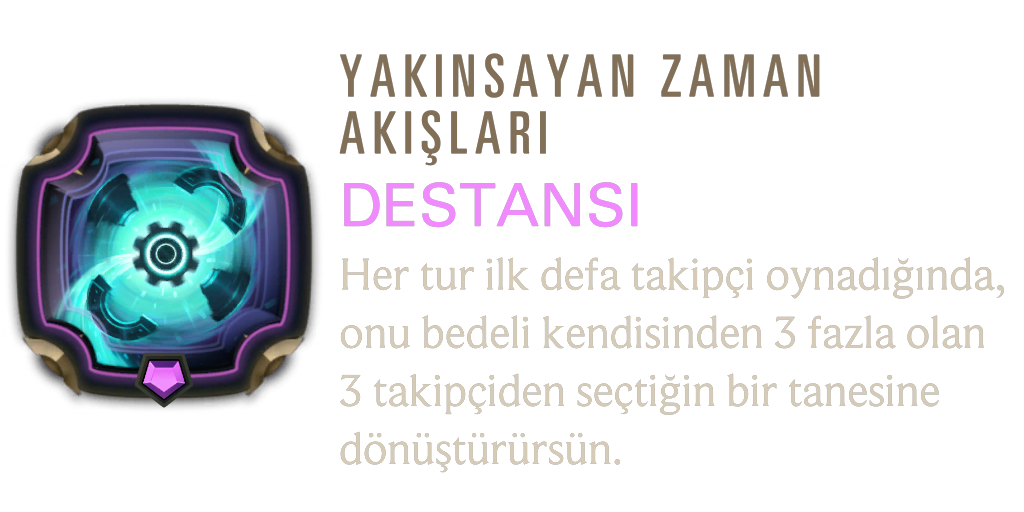 YAKINSAYAN ZAMAN
AKIŞLARI
DESTANSI
Her tur ilk defa takipçi oynadığında,
onu bedeli kendisinden 3 fazla olan
3 takipçiden seçtiğin bir tanesine
dönüştürürsün.